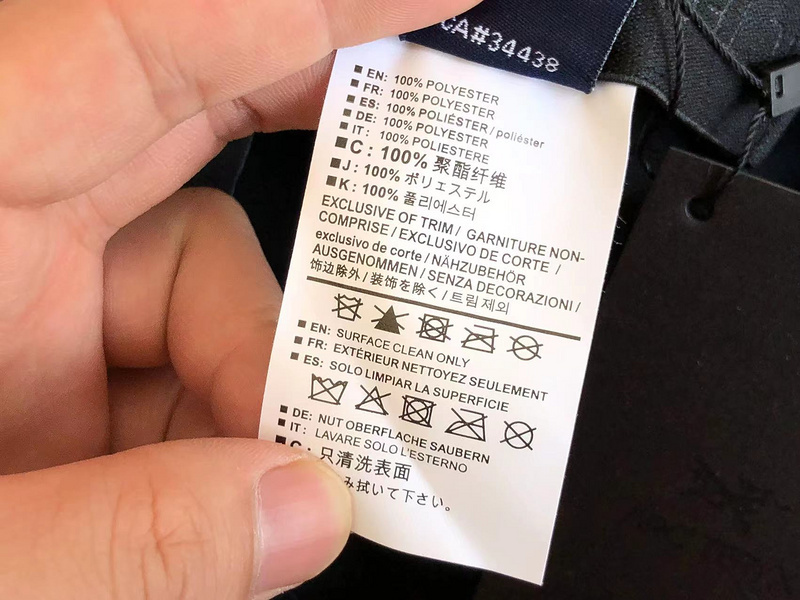 CA#34438
■ EN: 100% POLYESTER
■ FR: 100% POLYESTER
■ ES: 100% POLIÉSTER / poliéster
■ DE: 100% POLYESTER
■ IT: 100% POLIESTERE
■ C : 100% 聚酯纤维
■ J : 100% ポリエステル
■ K : 100% 폴리에스터
EXCLUSIVE OF TRIM / GARNITURE NON-
COMPRISE / EXCLUSIVO DE CORTE /
exclusivo de corte / NÄHZUBEHÖR
AUSGENOMMEN / SENZA DECORAZIONI /
饰边除外 / 装飾を除く / 트림 제외
■ EN: SURFACE CLEAN ONLY
■ FR: EXTÉRIEUR NETTOYEZ SEULEMENT
■ ES: SOLO LIMPIAR LA SUPERFICIE
■ DE: NUT OBERFLACHE SAUBERN
■ IT: LAVARE SOLO L'ESTERNO
■ C : 只清洗表面
み拭いて下さい。